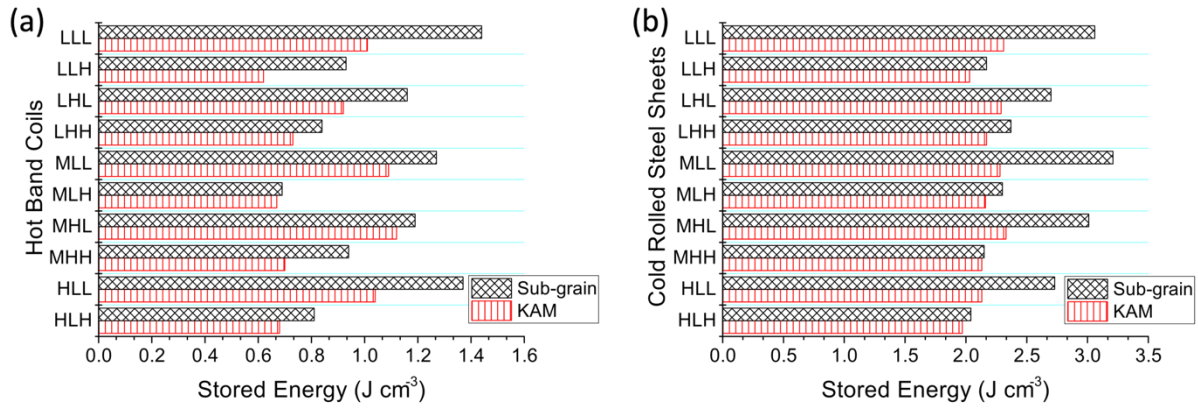 (a)
Hot Band Coils
LLL
LLH
LHL
LHH
MLL
MLH
MHL
MHH
HLL
HLH
Sub-grain
KAM
0.0 0.2 0.4 0.6 0.8 1.0 1.2 1.4 1.6
Stored Energy (J cm⁻³)
(b)
Cold Rolled Steel Sheets
LLL
LLH
LHL
LHH
MLL
MLH
MHL
MHH
HLL
HLH
Sub-grain
KAM
0.0 0.5 1.0 1.5 2.0 2.5 3.0 3.5
Stored Energy (J cm⁻³)